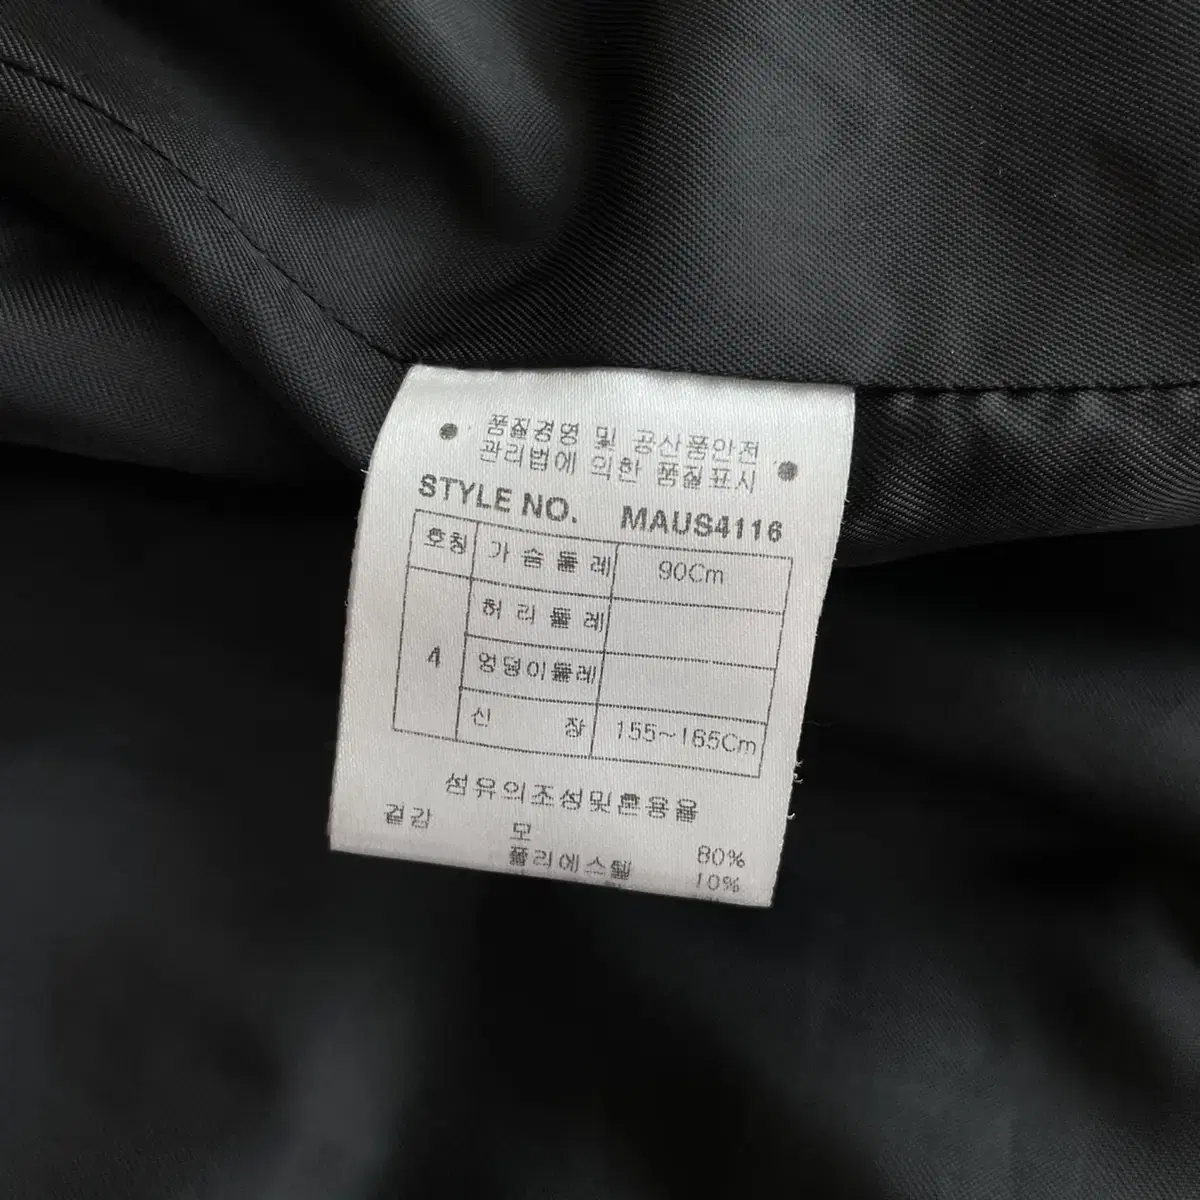 품질경영 및 공산품안전
관리법에 의한 품질표시
STYLE NO. MAUS4116
호칭 가슴둘레 90Cm
허리둘레
4 엉덩이둘레
신장 155~165Cm
섬유의조성및혼용율
겉감 모 80%
폴리에스텔 10%